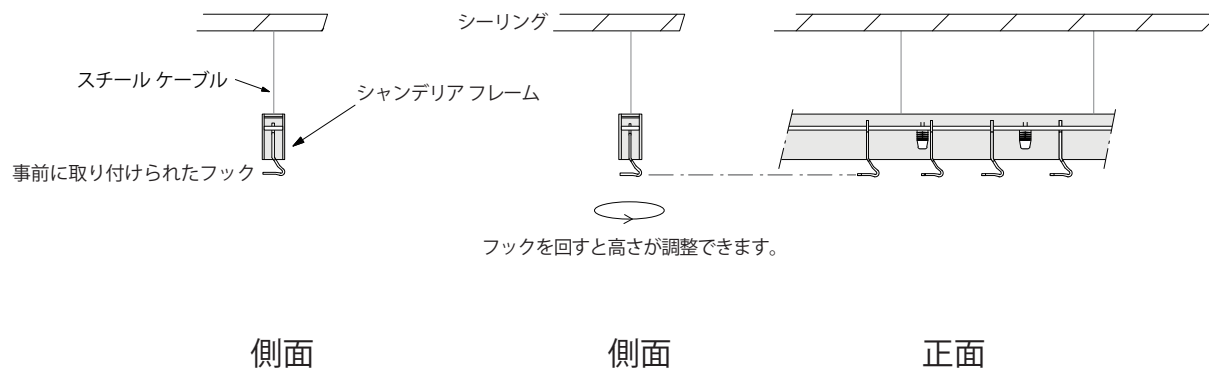 シーリング
スチール ケーブル
シャンデリア フレーム
事前に取り付けられたフック
フックを回すと高さが調整できます。
側面
側面
正面